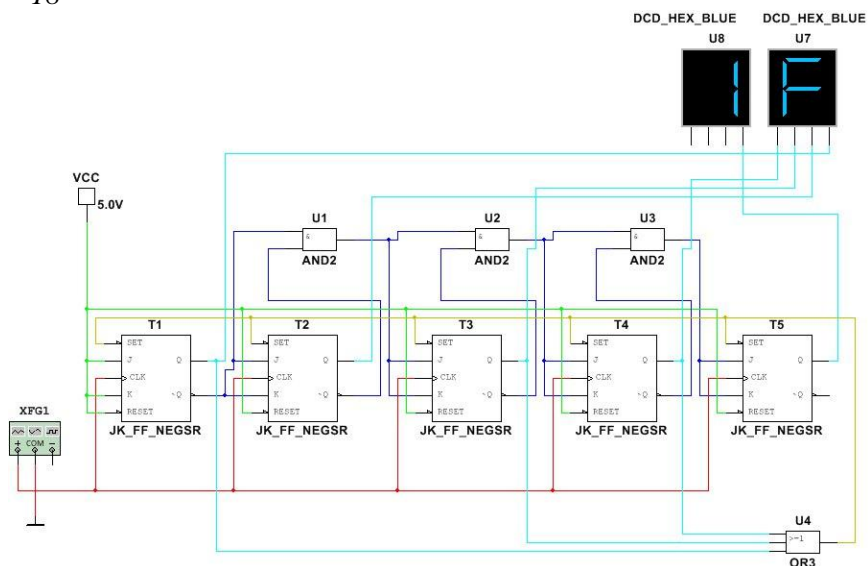 18
DCD_HEX_BLUE DCD_HEX_BLUE
U8 U7
1 F
VCC
5.0V
U1 U2 U3
& & &
AND2 AND2 AND2
T1 T2 T3 T4 T5
SET SET SET SET SET
J Q J Q J Q J Q J Q
CLK CLK CLK CLK CLK
K ~Q K ~Q K ~Q K ~Q K ~Q
RESET RESET RESET RESET RESET
JK_FF_NEGSR JK_FF_NEGSR JK_FF_NEGSR JK_FF_NEGSR JK_FF_NEGSR
XFG1
+ COM −
U4
>=1
OR3